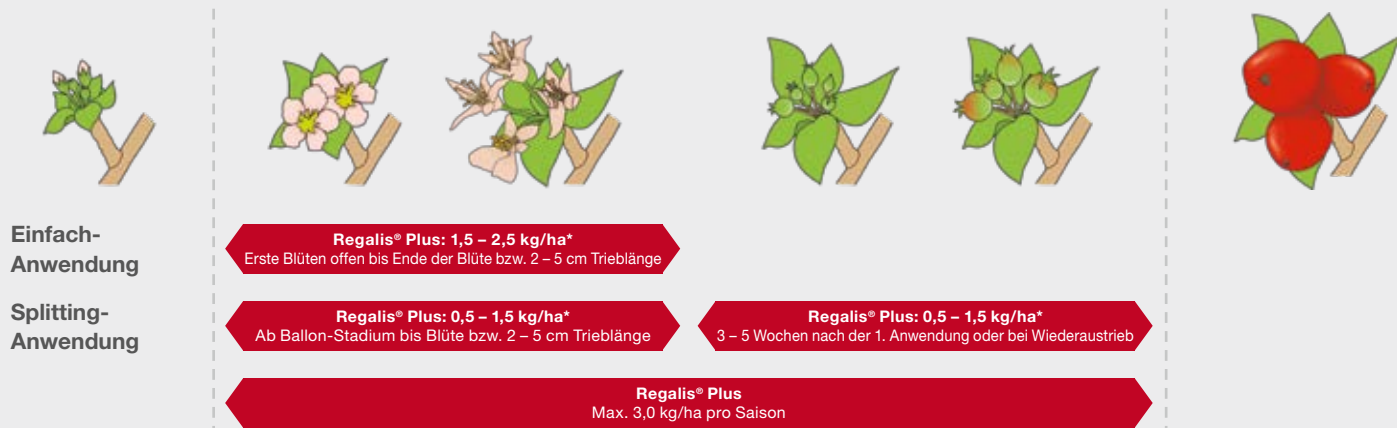 Einfach-
Anwendung
Regalis® Plus: 1,5 – 2,5 kg/ha*
Erste Blüten offen bis Ende der Blüte bzw. 2 – 5 cm Trieblänge
Splitting-
Anwendung
Regalis® Plus: 0,5 – 1,5 kg/ha*
Ab Ballon-Stadium bis Blüte bzw. 2 – 5 cm Trieblänge
Regalis® Plus: 0,5 – 1,5 kg/ha*
3 – 5 Wochen nach der 1. Anwendung oder bei Wiederaustrieb
Regalis® Plus
Max. 3,0 kg/ha pro Saison